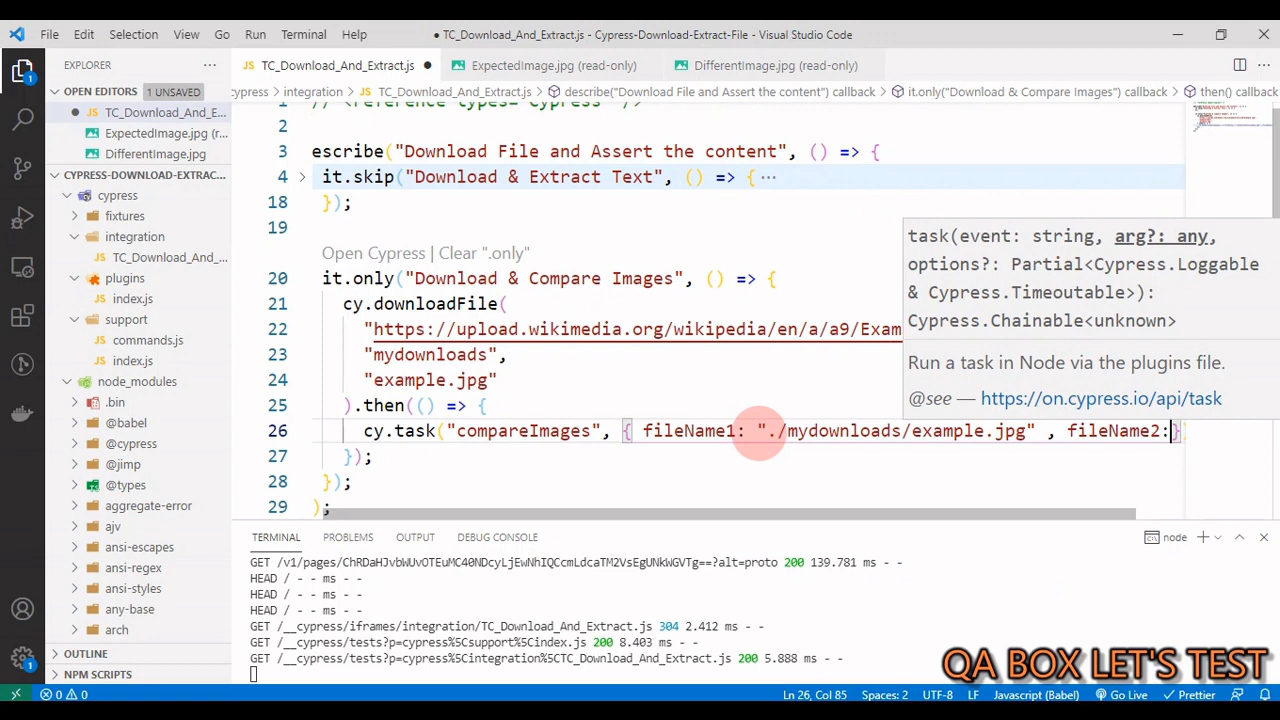 File Edit Selection View Go Run Terminal Help
● TC_Download_And_Extract.js - Cypress-Download-Extract-File - Visual Studio Code
EXPLORER ···
JS TC_Download_And_Extract.js ●
ExpectedImage.jpg (read-only)
DifferentImage.jpg (read-only)
OPEN EDITORS 1 UNSAVED
● JS TC_Download_And_E...
ExpectedImage.jpg (r...
DifferentImage.jpg
CYPRESS-DOWNLOAD-EXTRAC...
cypress
fixtures
integration
JS TC_Download_And_...
plugins
JS index.js
support
JS commands.js
JS index.js
node_modules
.bin
@babel
@cypress
@jimp
@types
aggregate-error
ajv
ansi-escapes
ansi-regex
ansi-styles
any-base
arch
OUTLINE
NPM SCRIPTS
cypress > integration > JS TC_Download_And_Extract.js > describe("Download File and Assert the content") callback > it.only("Download & Compare Images") callback > then() callback
1 // <reference types="cypress" />
2
3 escribe("Download File and Assert the content", () => {
4 it.skip("Download & Extract Text", () => { ···
18 });
19
Open Cypress | Clear ".only"
20 it.only("Download & Compare Images", () => {
21 cy.downloadFile(
22 "https://upload.wikimedia.org/wikipedia/en/a/a9/Exam
23 "mydownloads",
24 "example.jpg"
25 ).then(() => {
26 cy.task("compareImages", { fileName1: "./mydownloads/example.jpg" , fileName2:}
27 });
28 });
29 );
task(event: string, arg?: any,
options?: Partial<Cypress.Loggable
& Cypress.Timeoutable>):
Cypress.Chainable<unknown>
Run a task in Node via the plugins file.
@see — https://on.cypress.io/api/task
TERMINAL PROBLEMS OUTPUT DEBUG CONSOLE
node
GET /v1/pages/ChRDaHJvbWUvOTEuMC40NDcyLjEwNhIQCcmLdcaTM2VsEgUNkWGVTg==?alt=proto 200 139.781 ms - -
HEAD / - - ms - -
HEAD / - - ms - -
HEAD / - - ms - -
GET /__cypress/iframes/integration/TC_Download_And_Extract.js 304 2.412 ms - -
GET /__cypress/tests?p=cypress%5Csupport%5Cindex.js 200 8.403 ms - -
GET /__cypress/tests?p=cypress%5Cintegration%5CTC_Download_And_Extract.js 200 5.888 ms - -
QA BOX LET'S TEST
0 0 Ln 26, Col 85 Spaces: 2 UTF-8 LF Javascript (Babel) Go Live Prettier